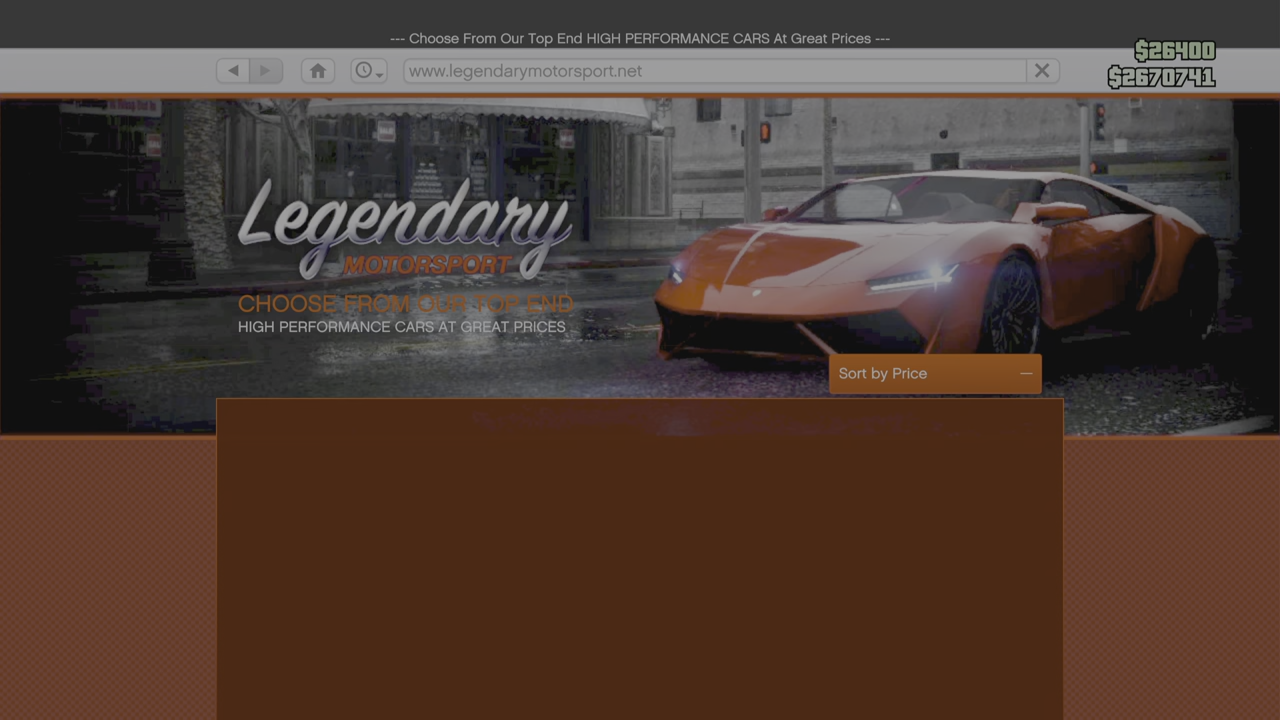 --- Choose From Our Top End HIGH PERFORMANCE CARS At Great Prices ---
www.legendarymotorsport.net
$26400
$2670741
Legendary
MOTORSPORT
CHOOSE FROM OUR TOP END
HIGH PERFORMANCE CARS AT GREAT PRICES
Sort by Price